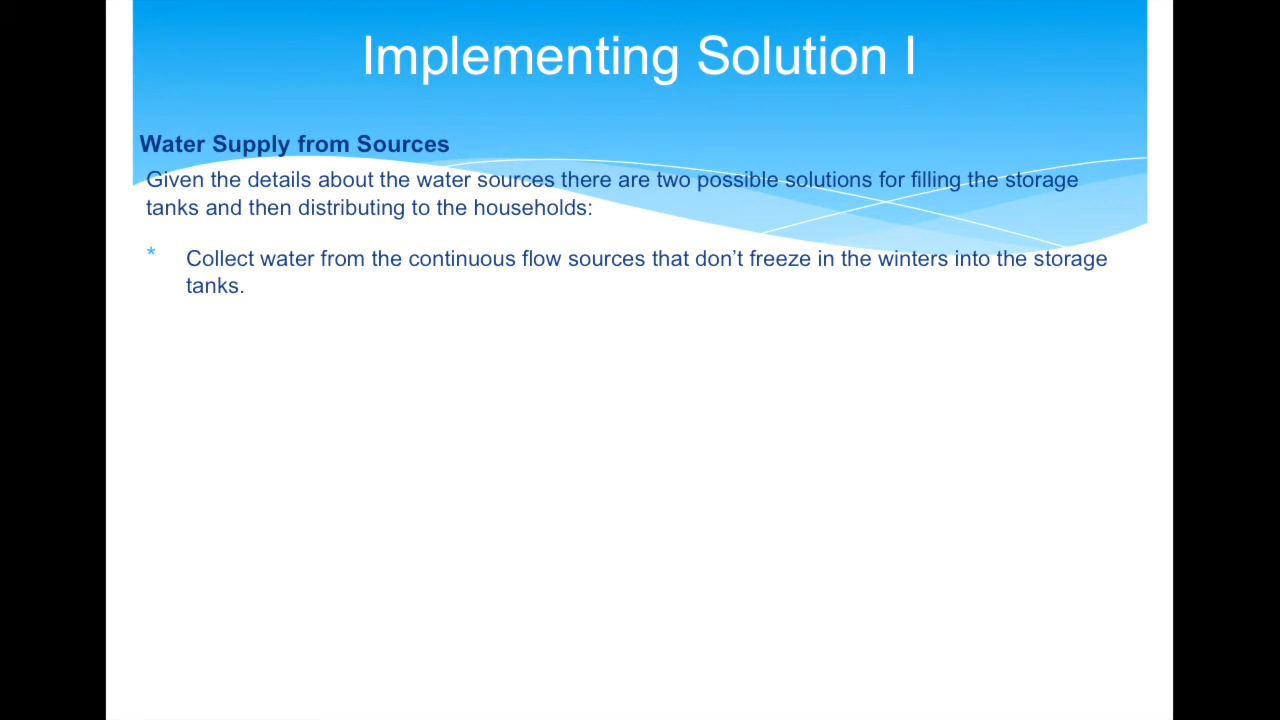 Implementing Solution I
Water Supply from Sources
Given the details about the water sources there are two possible solutions for filling the storage
tanks and then distributing to the households:
* Collect water from the continuous flow sources that don’t freeze in the winters into the storage
tanks.